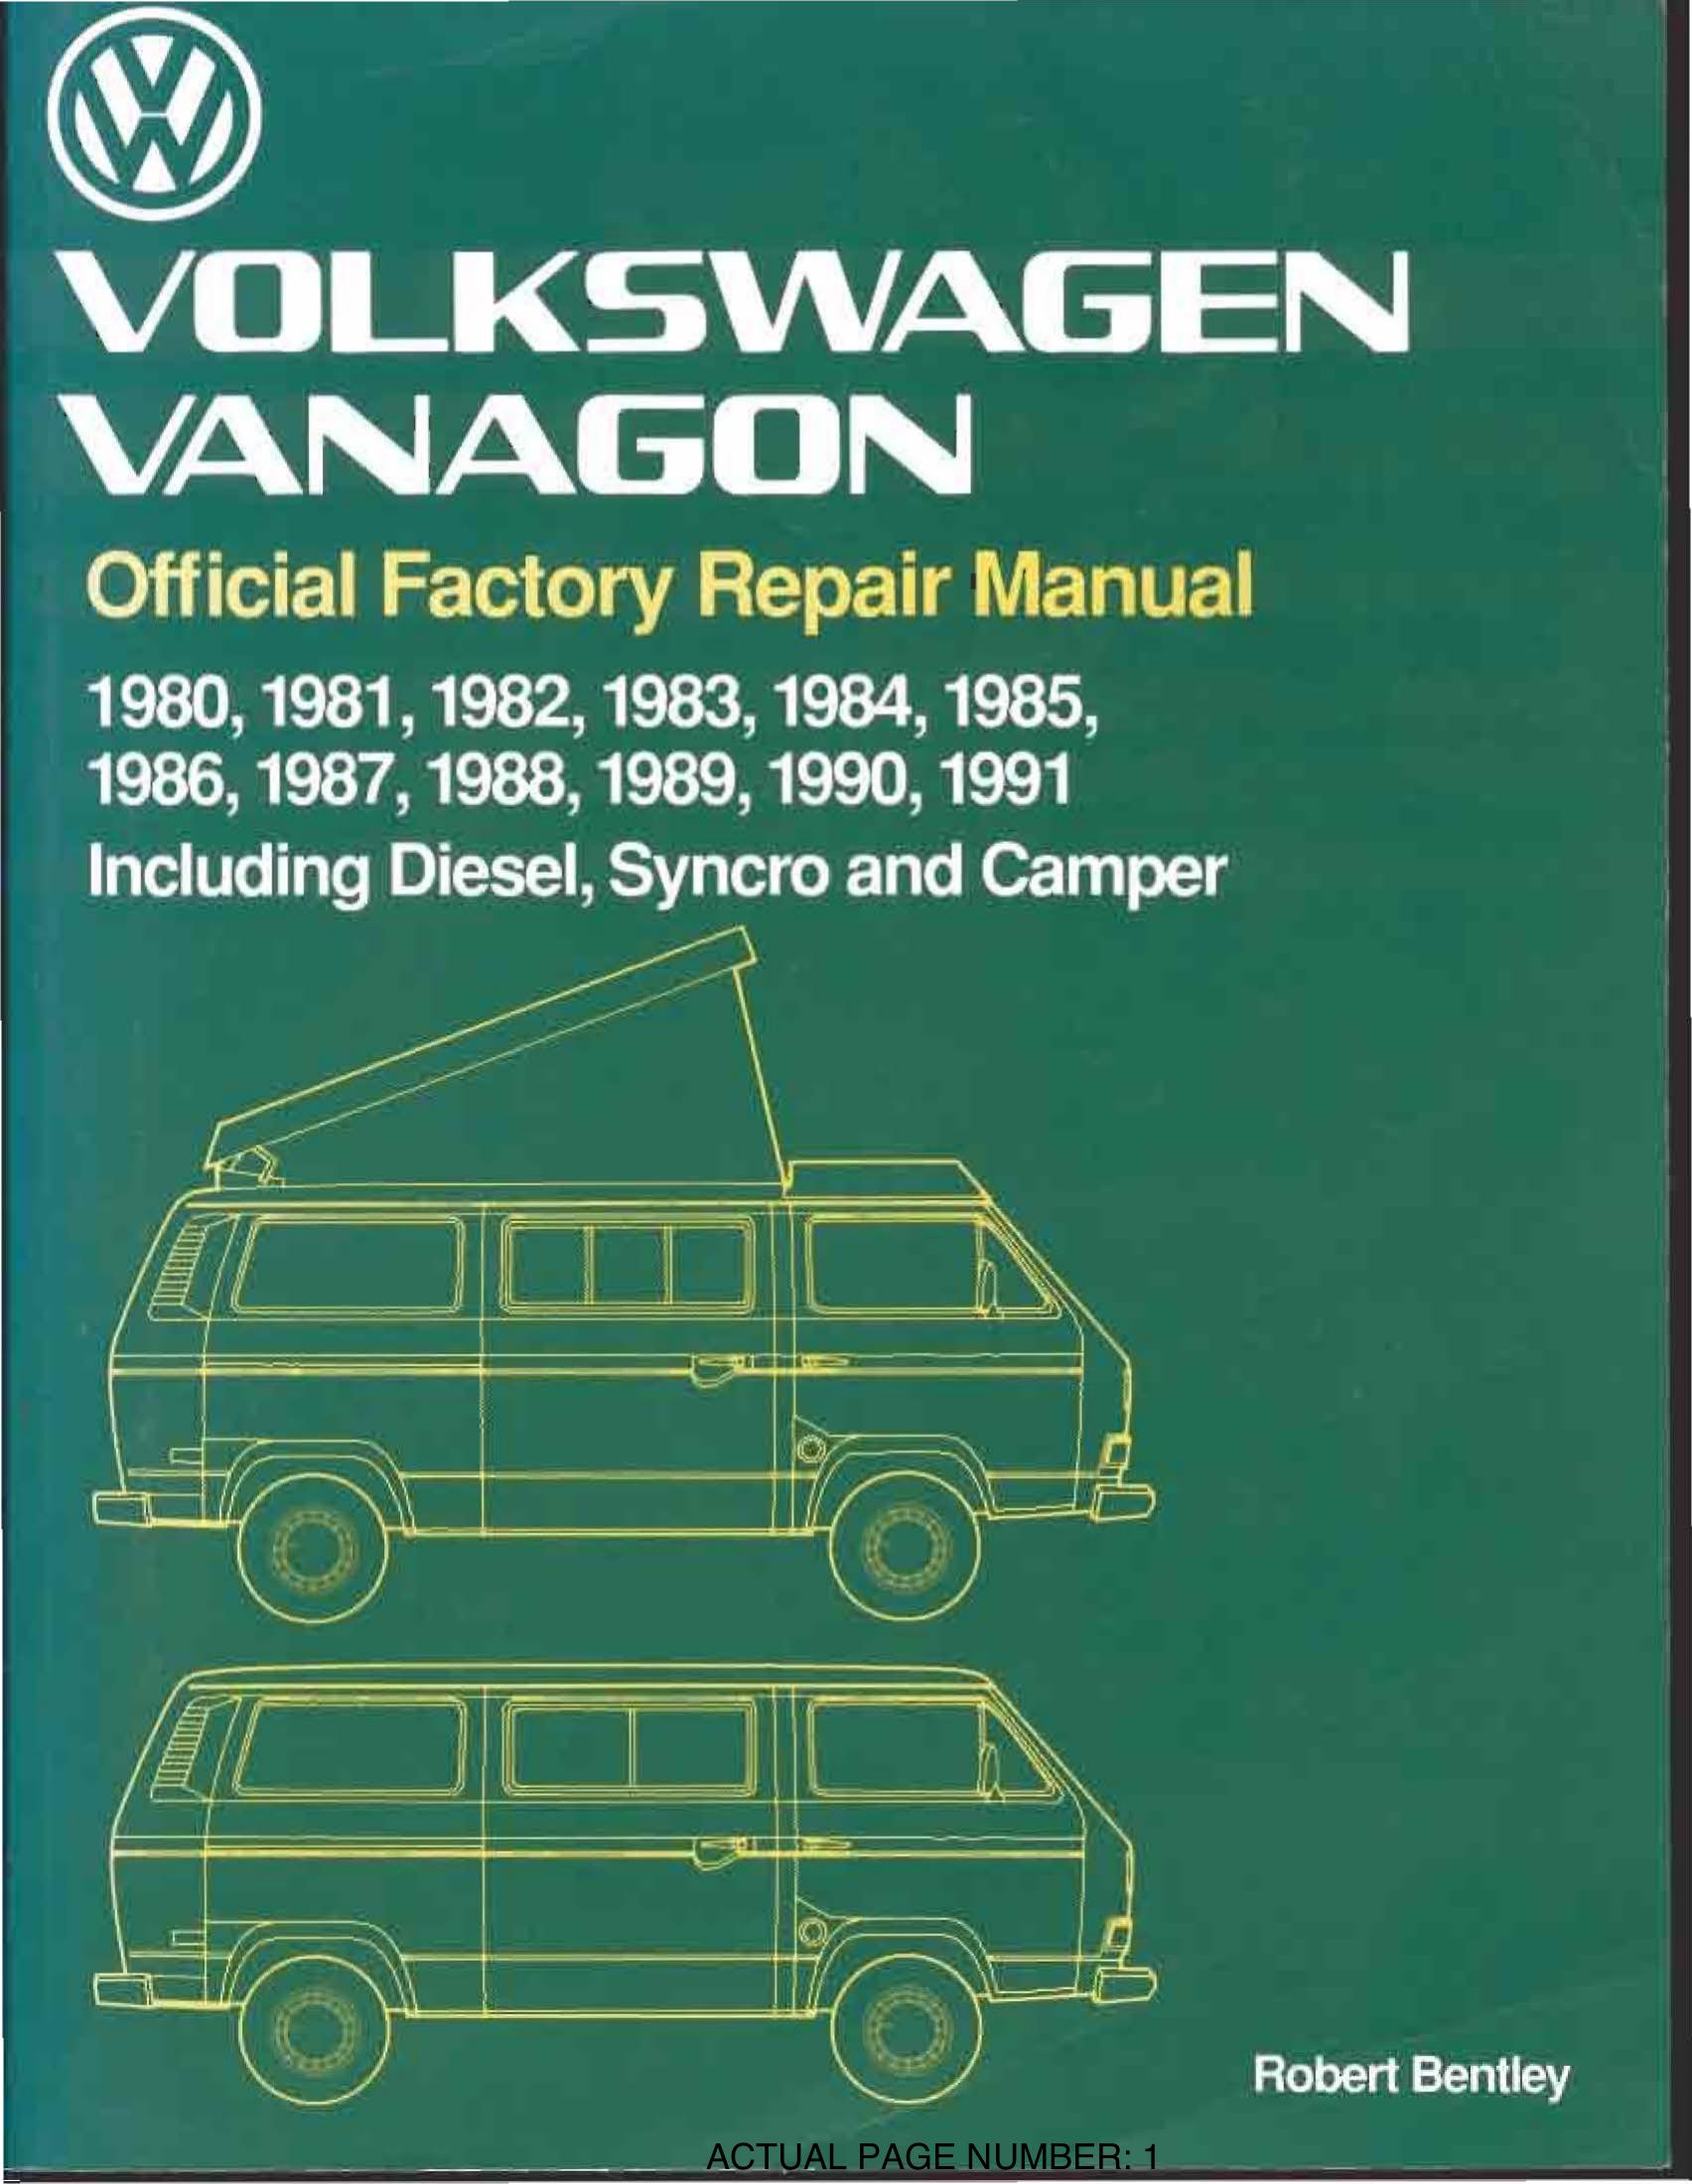 VOLKSWAGEN
VANAGON
Official Factory Repair Manual
1980, 1981, 1982, 1983, 1984, 1985,
1986, 1987, 1988, 1989, 1990, 1991
Including Diesel, Syncro and Camper
Robert Bentley
ACTUAL PAGE NUMBER: 1